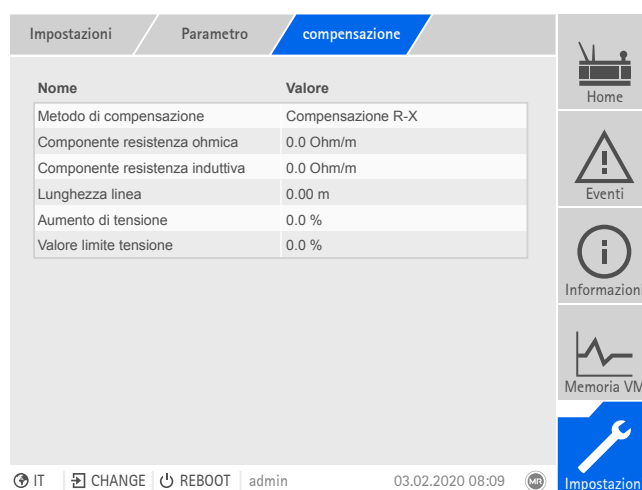 Impostazioni Parametro compensazione
Nome Valore
Metodo di compensazione Compensazione R-X
Componente resistenza ohmica 0.0 Ohm/m
Componente resistenza induttiva 0.0 Ohm/m
Lunghezza linea 0.00 m
Aumento di tensione 0.0 %
Valore limite tensione 0.0 %
Home
Eventi
Informazion
Memoria VM
Impostazion
IT CHANGE REBOOT admin 03.02.2020 08:09 MR